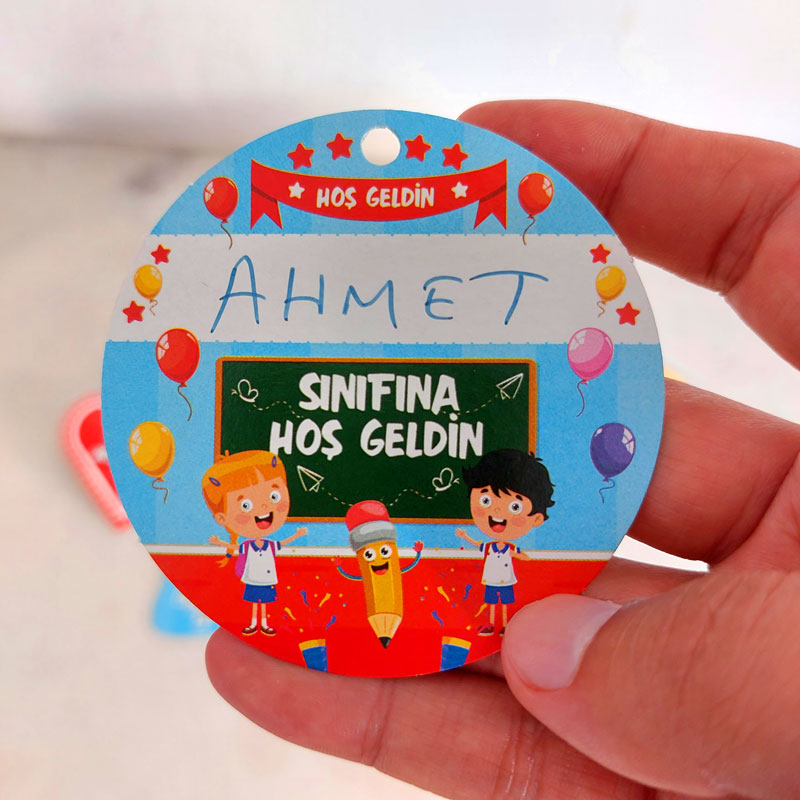 HOŞ GELDİN
AHMET
SINIFINA
HOŞ GELDİN